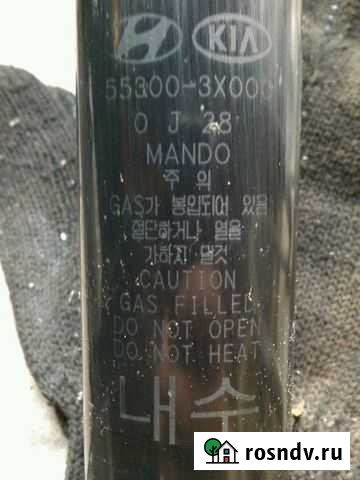 KIA
55300-3X000
0 J 28
MANDO
주 의
GAS가 봉입되어 있음
절단하거나 열을
가하지 말것
CAUTION
GAS FILLED
DO NOT OPEN
DO NOT HEAT
내수
rosndv.ru